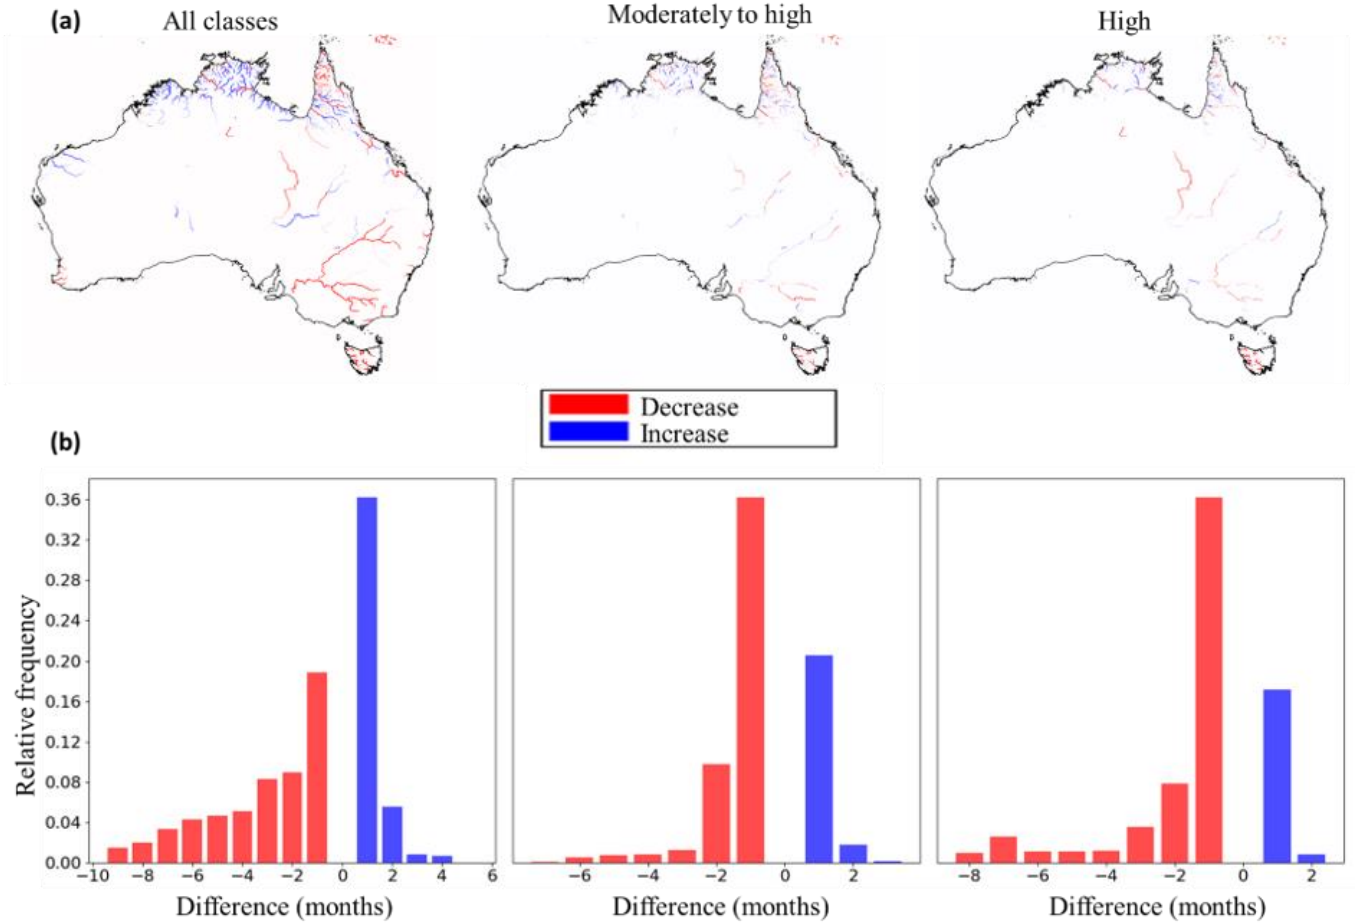 (a)
All classes
Moderately to high
High
Decrease
Increase
(b)
Relative frequency
0.36
0.32
0.28
0.24
0.20
0.16
0.12
0.08
0.04
0.00
−10 −8 −6 −4 −2 0 2 4 6
−6 −4 −2 0 2
−8 −6 −4 −2 0 2
Difference (months)
Difference (months)
Difference (months)